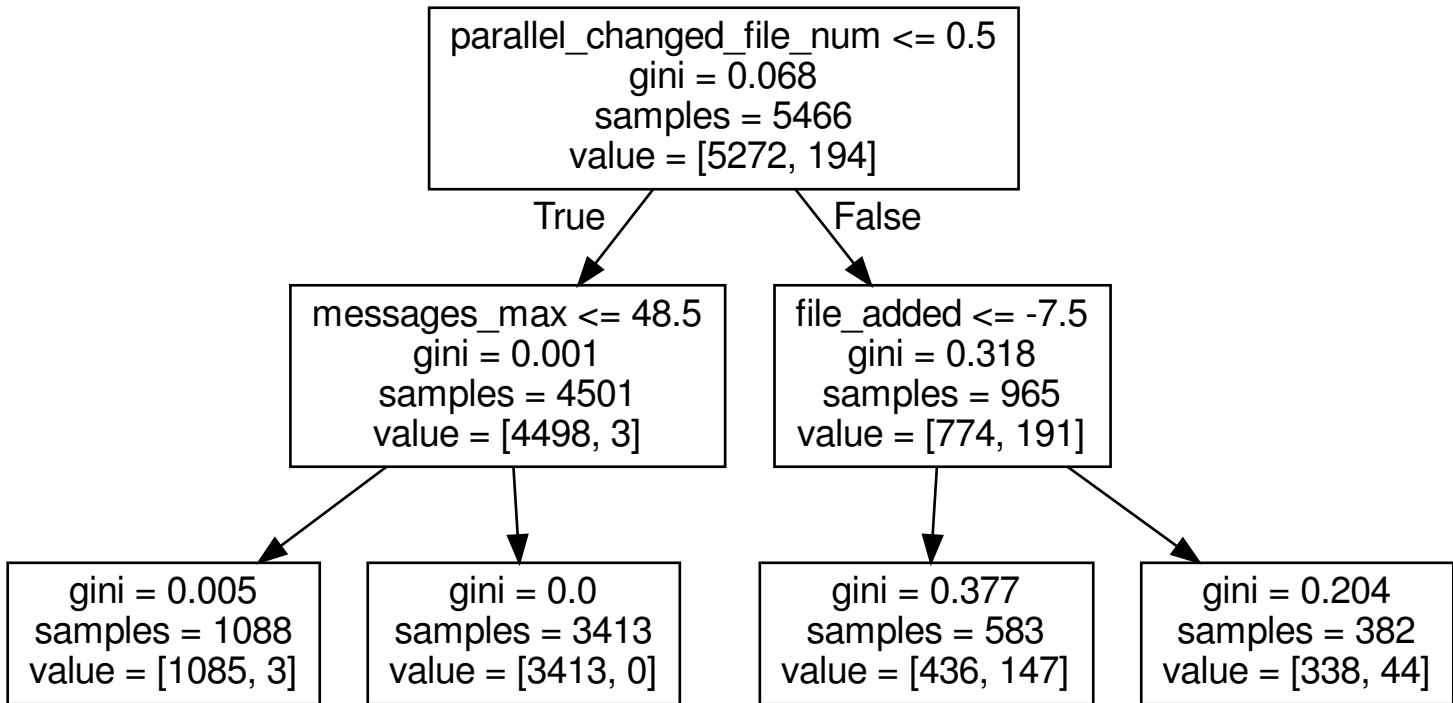 parallel_changed_file_num <= 0.5
gini = 0.068
samples = 5466
value = [5272, 194]
True
False
messages_max <= 48.5
gini = 0.001
samples = 4501
value = [4498, 3]
file_added <= -7.5
gini = 0.318
samples = 965
value = [774, 191]
gini = 0.005
samples = 1088
value = [1085, 3]
gini = 0.0
samples = 3413
value = [3413, 0]
gini = 0.377
samples = 583
value = [436, 147]
gini = 0.204
samples = 382
value = [338, 44]